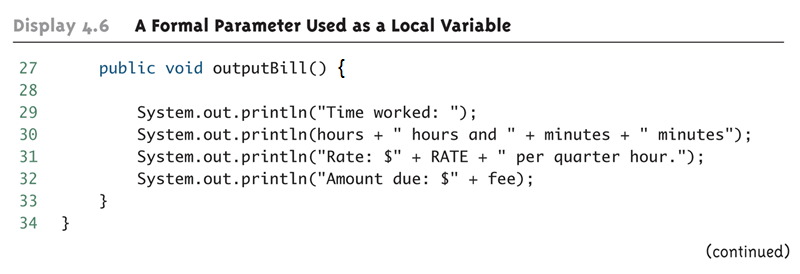 Display 4.6 A Formal Parameter Used as a Local Variable
27 public void outputBill() {
28
29 System.out.println("Time worked: ");
30 System.out.println(hours + " hours and " + minutes + " minutes");
31 System.out.println("Rate: $" + RATE + " per quarter hour.");
32 System.out.println("Amount due: $" + fee);
33 }
34 }
(continued)